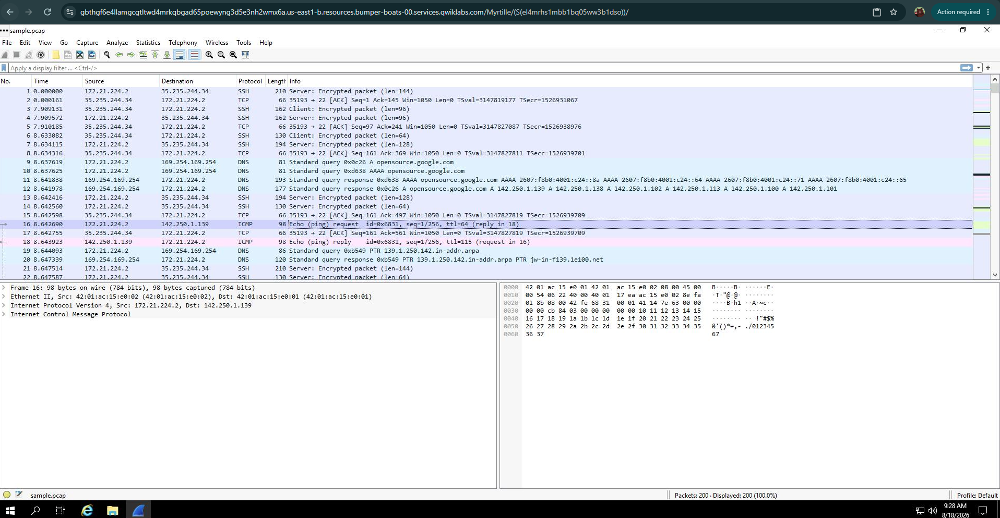 gbthgf6e4llamgcgtltwd4mrkqbgad65poewyng3d5e3nh2wmx6a.us-east1-b.resources.bumper-boats-00.services.qwiklabs.com/Myrtille/(S(el4mrhs1mbb1bq05ww3b1dso))/ Action required
sample.pcap
File Edit View Go Capture Analyze Statistics Telephony Wireless Tools Help
Apply a display filter ... <Ctrl-/>
No. Time Source Destination Protocol Length Info
1 0.000000 172.21.224.2 35.235.244.34 SSH 210 Server: Encrypted packet (len=144)
2 0.000161 35.235.244.34 172.21.224.2 TCP 66 35193 → 22 [ACK] Seq=1 Ack=145 Win=1050 Len=0 TSval=3147819177 TSecr=1526931067
3 7.909131 35.235.244.34 172.21.224.2 SSH 162 Client: Encrypted packet (len=96)
4 7.909572 172.21.224.2 35.235.244.34 SSH 162 Server: Encrypted packet (len=96)
5 7.910185 35.235.244.34 172.21.224.2 TCP 66 35193 → 22 [ACK] Seq=97 Ack=241 Win=1050 Len=0 TSval=3147827087 TSecr=1526938976
6 8.633082 35.235.244.34 172.21.224.2 SSH 130 Client: Encrypted packet (len=64)
7 8.634115 172.21.224.2 35.235.244.34 SSH 194 Server: Encrypted packet (len=128)
8 8.634316 35.235.244.34 172.21.224.2 TCP 66 35193 → 22 [ACK] Seq=161 Ack=369 Win=1050 Len=0 TSval=3147827811 TSecr=1526939701
9 8.637619 172.21.224.2 169.254.169.254 DNS 81 Standard query 0x0c26 A opensource.google.com
10 8.637625 172.21.224.2 169.254.169.254 DNS 81 Standard query 0xd638 AAAA opensource.google.com
11 8.641838 169.254.169.254 172.21.224.2 DNS 193 Standard query response 0xd638 AAAA opensource.google.com AAAA 2607:f8b0:4001:c24::8a AAAA 2607:f8b0:4001:c24::64 AAAA 2607:f8b0:4001:c24::71 AAAA 2607:f8b0:4001:c24::65
12 8.641978 169.254.169.254 172.21.224.2 DNS 177 Standard query response 0x0c26 A opensource.google.com A 142.250.1.139 A 142.250.1.138 A 142.250.1.102 A 142.250.1.113 A 142.250.1.100 A 142.250.1.101
13 8.642416 172.21.224.2 35.235.244.34 SSH 194 Server: Encrypted packet (len=128)
14 8.642560 172.21.224.2 35.235.244.34 SSH 130 Server: Encrypted packet (len=64)
15 8.642598 35.235.244.34 172.21.224.2 TCP 66 35193 → 22 [ACK] Seq=161 Ack=497 Win=1050 Len=0 TSval=3147827819 TSecr=1526939709
16 8.642690 172.21.224.2 142.250.1.139 ICMP 98 Echo (ping) request id=0x6831, seq=1/256, ttl=64 (reply in 18)
17 8.642755 35.235.244.34 172.21.224.2 TCP 66 35193 → 22 [ACK] Seq=161 Ack=561 Win=1050 Len=0 TSval=3147827819 TSecr=1526939709
18 8.643923 142.250.1.139 172.21.224.2 ICMP 98 Echo (ping) reply id=0x6831, seq=1/256, ttl=115 (request in 16)
19 8.644093 172.21.224.2 169.254.169.254 DNS 86 Standard query 0xb549 PTR 139.1.250.142.in-addr.arpa
20 8.647339 169.254.169.254 172.21.224.2 DNS 120 Standard query response 0xb549 PTR 139.1.250.142.in-addr.arpa PTR jw-in-f139.1e100.net
21 8.647514 172.21.224.2 35.235.244.34 SSH 210 Server: Encrypted packet (len=144)
22 8.647587 172.21.224.2 35.235.244.34 SSH 130 Server: Encrypted packet (len=64)
Frame 16: 98 bytes on wire (784 bits), 98 bytes captured (784 bits)
Ethernet II, Src: 42:01:ac:15:e0:02 (42:01:ac:15:e0:02), Dst: 42:01:ac:15:e0:01 (42:01:ac:15:e0:01)
Internet Protocol Version 4, Src: 172.21.224.2, Dst: 142.250.1.139
Internet Control Message Protocol
0000 42 01 ac 15 e0 01 42 01 ac 15 e0 02 08 00 45 00 B·····B· ······E·
0010 00 54 06 22 40 00 40 01 17 ea ac 15 e0 02 8e fa ·T·"@·@· ········
0020 01 8b 08 00 42 fe 68 31 00 01 41 14 7e 63 00 00 ····B·h1 ··A·~c··
0030 00 00 cb 84 03 00 00 00 00 00 10 11 12 13 14 15 ········ ········
0040 16 17 18 19 1a 1b 1c 1d 1e 1f 20 21 22 23 24 25 ········ ·· !"#$%
0050 26 27 28 29 2a 2b 2c 2d 2e 2f 30 31 32 33 34 35 &'()*+,- ./012345
0060 36 37 67
sample.pcap Packets: 200 · Displayed: 200 (100.0%) Profile: Default
9:28 AM
8/18/2026